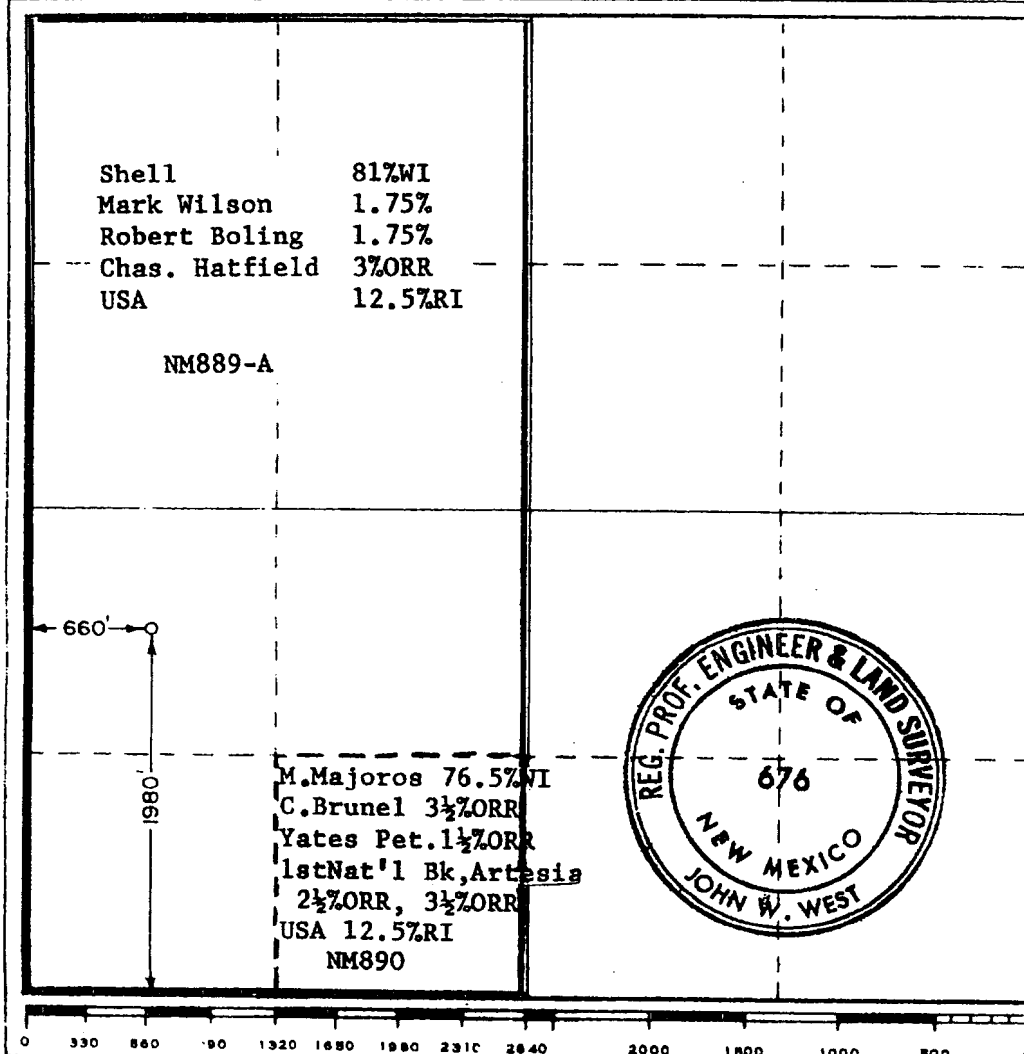 Shell 81%WI
Mark Wilson 1.75%
Robert Boling 1.75%
Chas. Hatfield 3%ORR
USA 12.5%RI
NM889-A
660'
1980'
M.Majoros 76.5%WI
C.Brunel 3½%ORR
Yates Pet.1½%ORR
1stNat'l Bk,Artesia
2½%ORR, 3½%ORR
USA 12.5%RI
NM890
REG. PROF. ENGINEER & LAND SURVEYOR
STATE OF
676
NEW MEXICO
JOHN W. WEST
0 330 660 '90 1320 1650 1980 2310 2640 2000 1500 1000 500